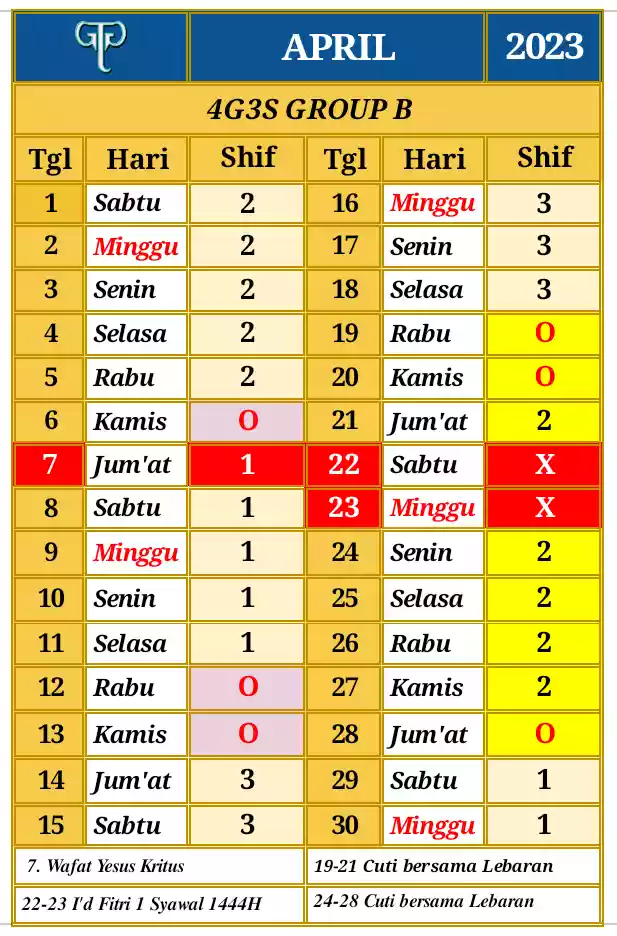 GTG APRIL 2023
4G3S GROUP B
Tgl Hari Shif Tgl Hari Shif
1 Sabtu 2 16 Minggu 3
2 Minggu 2 17 Senin 3
3 Senin 2 18 Selasa 3
4 Selasa 2 19 Rabu O
5 Rabu 2 20 Kamis O
6 Kamis O 21 Jum'at 2
7 Jum'at 1 22 Sabtu X
8 Sabtu 1 23 Minggu X
9 Minggu 1 24 Senin 2
10 Senin 1 25 Selasa 2
11 Selasa 1 26 Rabu 2
12 Rabu O 27 Kamis 2
13 Kamis O 28 Jum'at O
14 Jum'at 3 29 Sabtu 1
15 Sabtu 3 30 Minggu 1
7. Wafat Yesus Kritus 19-21 Cuti bersama Lebaran
22-23 I'd Fitri 1 Syawal 1444H 24-28 Cuti bersama Lebaran